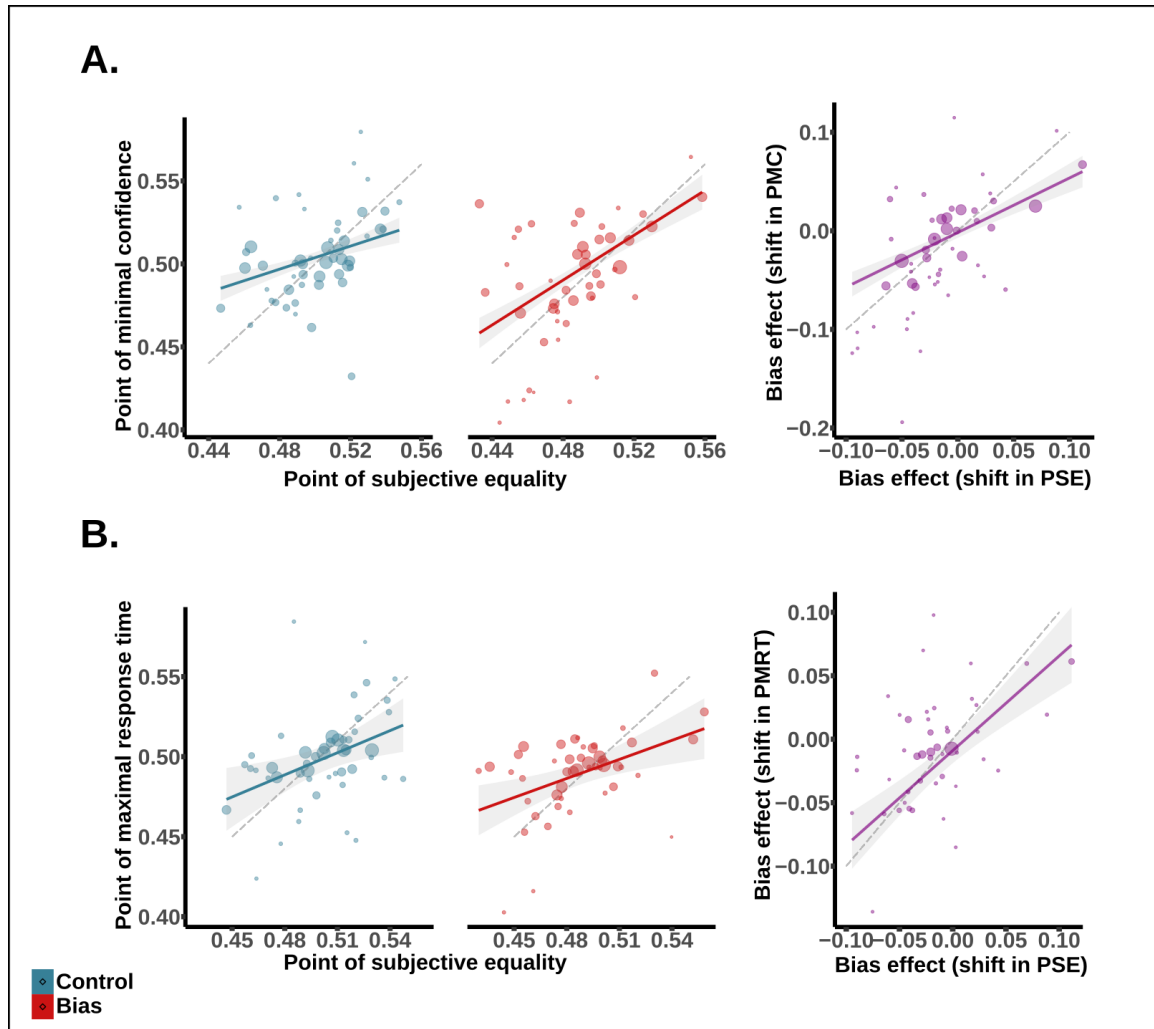 A.
Point of minimal confidence
0.55
0.50
0.45
0.40
0.44 0.48 0.52 0.56
0.44 0.48 0.52 0.56
Point of subjective equality
Bias effect (shift in PMC)
0.1
0.0
−0.1
−0.2
−0.10 −0.05 0.00 0.05 0.10
Bias effect (shift in PSE)
B.
Point of maximal response time
0.55
0.50
0.45
0.40
0.45 0.48 0.51 0.54
0.45 0.48 0.51 0.54
Point of subjective equality
Bias effect (shift in PMRT)
0.10
0.05
0.00
−0.05
−0.10
−0.10 −0.05 0.00 0.05 0.10
Bias effect (shift in PSE)
Control
Bias